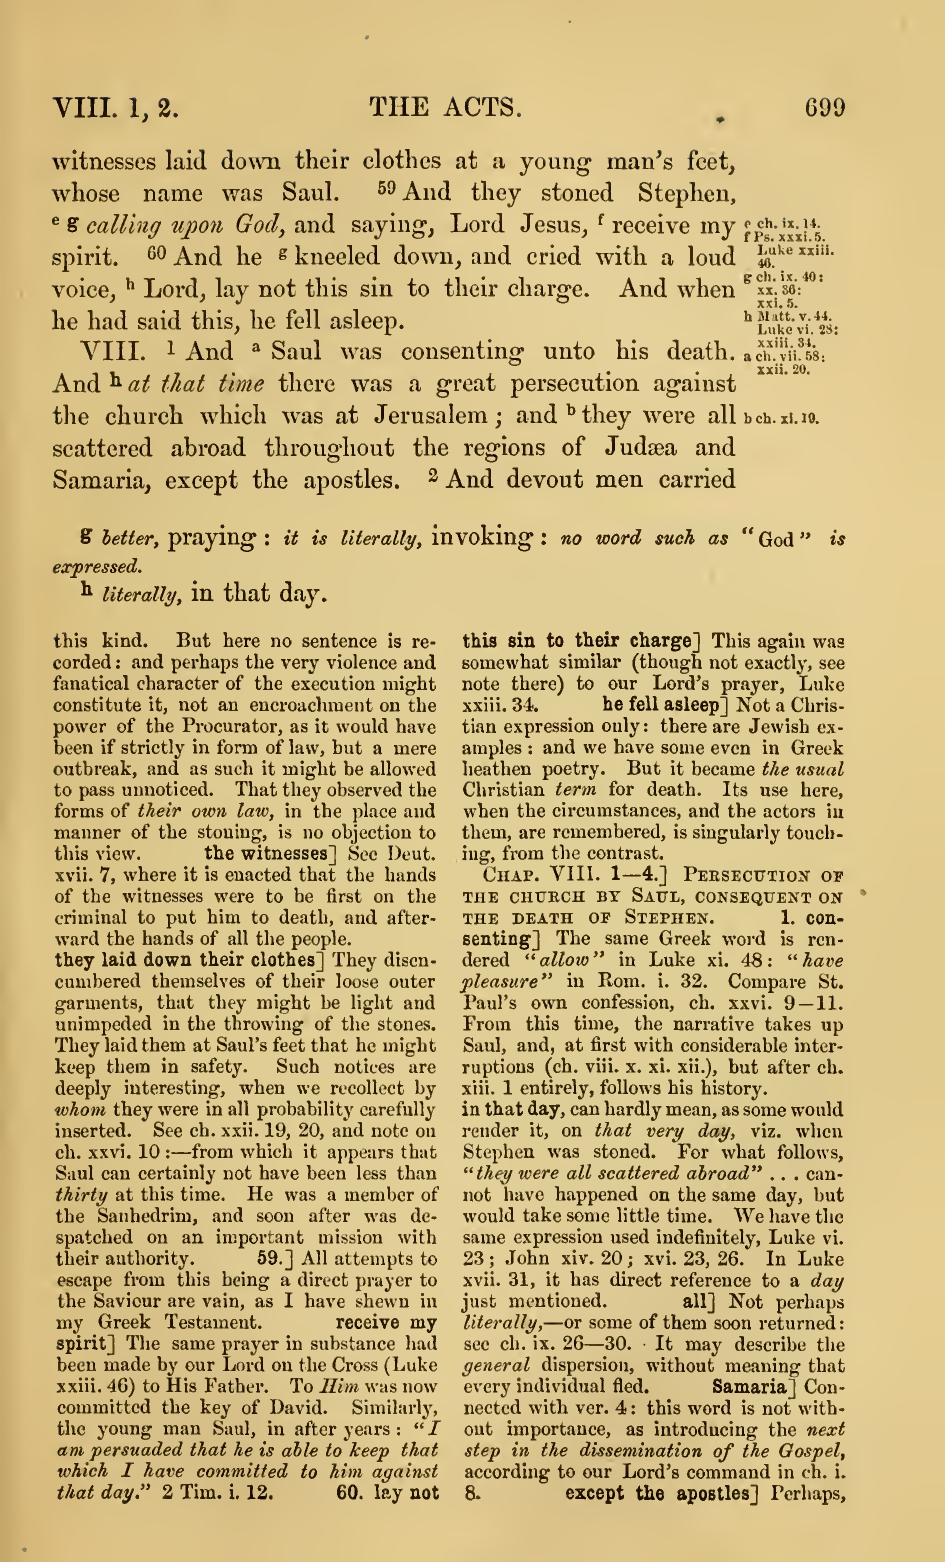 VIII. 1, 2. THE ACTS. 699
witnesses laid down their clothes at a young man's feet,
whose name was Saul. 59 And they stoned Stephen,
e g calling upon God, and saying, Lord Jesus, f receive my
spirit. 60 And he g kneeled down, and cried with a loud
voice, h Lord, lay not this sin to their charge. And when
he had said this, he fell asleep.
VIII. 1 And a Saul was consenting unto his death.
And h at that time there was a great persecution against
the church which was at Jerusalem; and b they were all
scattered abroad throughout the regions of Judæa and
Samaria, except the apostles. 2 And devout men carried
e ch. ix. 14.
f Ps. xxxi. 5.
Luke xxiii.
46.
g ch. ix. 40:
xx. 36:
xxi. 5.
h Matt. v. 44.
Luke vi. 28:
xxiii. 34.
a ch. vii. 58:
xxii. 20.
b ch. xi. 19.
g better, praying: it is literally, invoking: no word such as "God" is
expressed.
h literally, in that day.
this kind. But here no sentence is re-
corded: and perhaps the very violence and
fanatical character of the execution might
constitute it, not an encroachment on the
power of the Procurator, as it would have
been if strictly in form of law, but a mere
outbreak, and as such it might be allowed
to pass unnoticed. That they observed the
forms of their own law, in the place and
manner of the stoning, is no objection to
this view. the witnesses] See Deut.
xvii. 7, where it is enacted that the hands
of the witnesses were to be first on the
criminal to put him to death, and after-
ward the hands of all the people.
they laid down their clothes] They disen-
cumbered themselves of their loose outer
garments, that they might be light and
unimpeded in the throwing of the stones.
They laid them at Saul's feet that he might
keep them in safety. Such notices are
deeply interesting, when we recollect by
whom they were in all probability carefully
inserted. See ch. xxii. 19, 20, and note on
ch. xxvi. 10:—from which it appears that
Saul can certainly not have been less than
thirty at this time. He was a member of
the Sanhedrim, and soon after was de-
spatched on an important mission with
their authority. 59.] All attempts to
escape from this being a direct prayer to
the Saviour are vain, as I have shewn in
my Greek Testament. receive my
spirit] The same prayer in substance had
been made by our Lord on the Cross (Luke
xxiii. 46) to His Father. To Him was now
committed the key of David. Similarly,
the young man Saul, in after years: "I
am persuaded that he is able to keep that
which I have committed to him against
that day." 2 Tim. i. 12. 60. lay not
this sin to their charge] This again was
somewhat similar (though not exactly, see
note there) to our Lord's prayer, Luke
xxiii. 34. he fell asleep] Not a Chris-
tian expression only: there are Jewish ex-
amples: and we have some even in Greek
heathen poetry. But it became the usual
Christian term for death. Its use here,
when the circumstances, and the actors in
them, are remembered, is singularly touch-
ing, from the contrast.
CHAP. VIII. 1—4.] PERSECUTION OF
THE CHURCH BY SAUL, CONSEQUENT ON
THE DEATH OF STEPHEN. 1. con-
senting] The same Greek word is ren-
dered "allow" in Luke xi. 48: "have
pleasure" in Rom. i. 32. Compare St.
Paul's own confession, ch. xxvi. 9—11.
From this time, the narrative takes up
Saul, and, at first with considerable inter-
ruptions (ch. viii. x. xi. xii.), but after ch.
xiii. 1 entirely, follows his history.
in that day, can hardly mean, as some would
render it, on that very day, viz. when
Stephen was stoned. For what follows,
"they were all scattered abroad" . . . can-
not have happened on the same day, but
would take some little time. We have the
same expression used indefinitely, Luke vi.
23; John xiv. 20; xvi. 23, 26. In Luke
xvii. 31, it has direct reference to a day
just mentioned. all] Not perhaps
literally,—or some of them soon returned:
see ch. ix. 26—30. It may describe the
general dispersion, without meaning that
every individual fled. Samaria] Con-
nected with ver. 4: this word is not with-
out importance, as introducing the next
step in the dissemination of the Gospel,
according to our Lord's command in ch. i.
8. except the apostles] Perhaps,